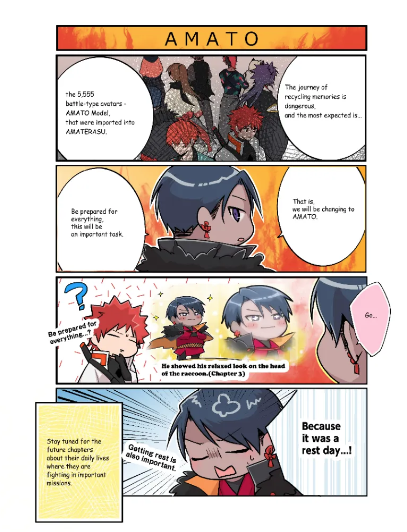 AMATO
The journey of
recycling memories is
dangerous,
and the most expected is...
the 5,555
battle-type avatars -
AMATO Model,
that were imported into
AMATERASU.
That is,
we will be changing to
AMATO.
Be prepared for
everything,
this will be
an important task.
Go...
?
Be prepared for
everything...?
He showed his relaxed look on the head
of the raccoon.(Chapter 3)
Because
it was a
rest day...!
Getting rest is
also important.
Stay tuned for the
future chapters
about their daily lives
where they are
fighting in important
missions.